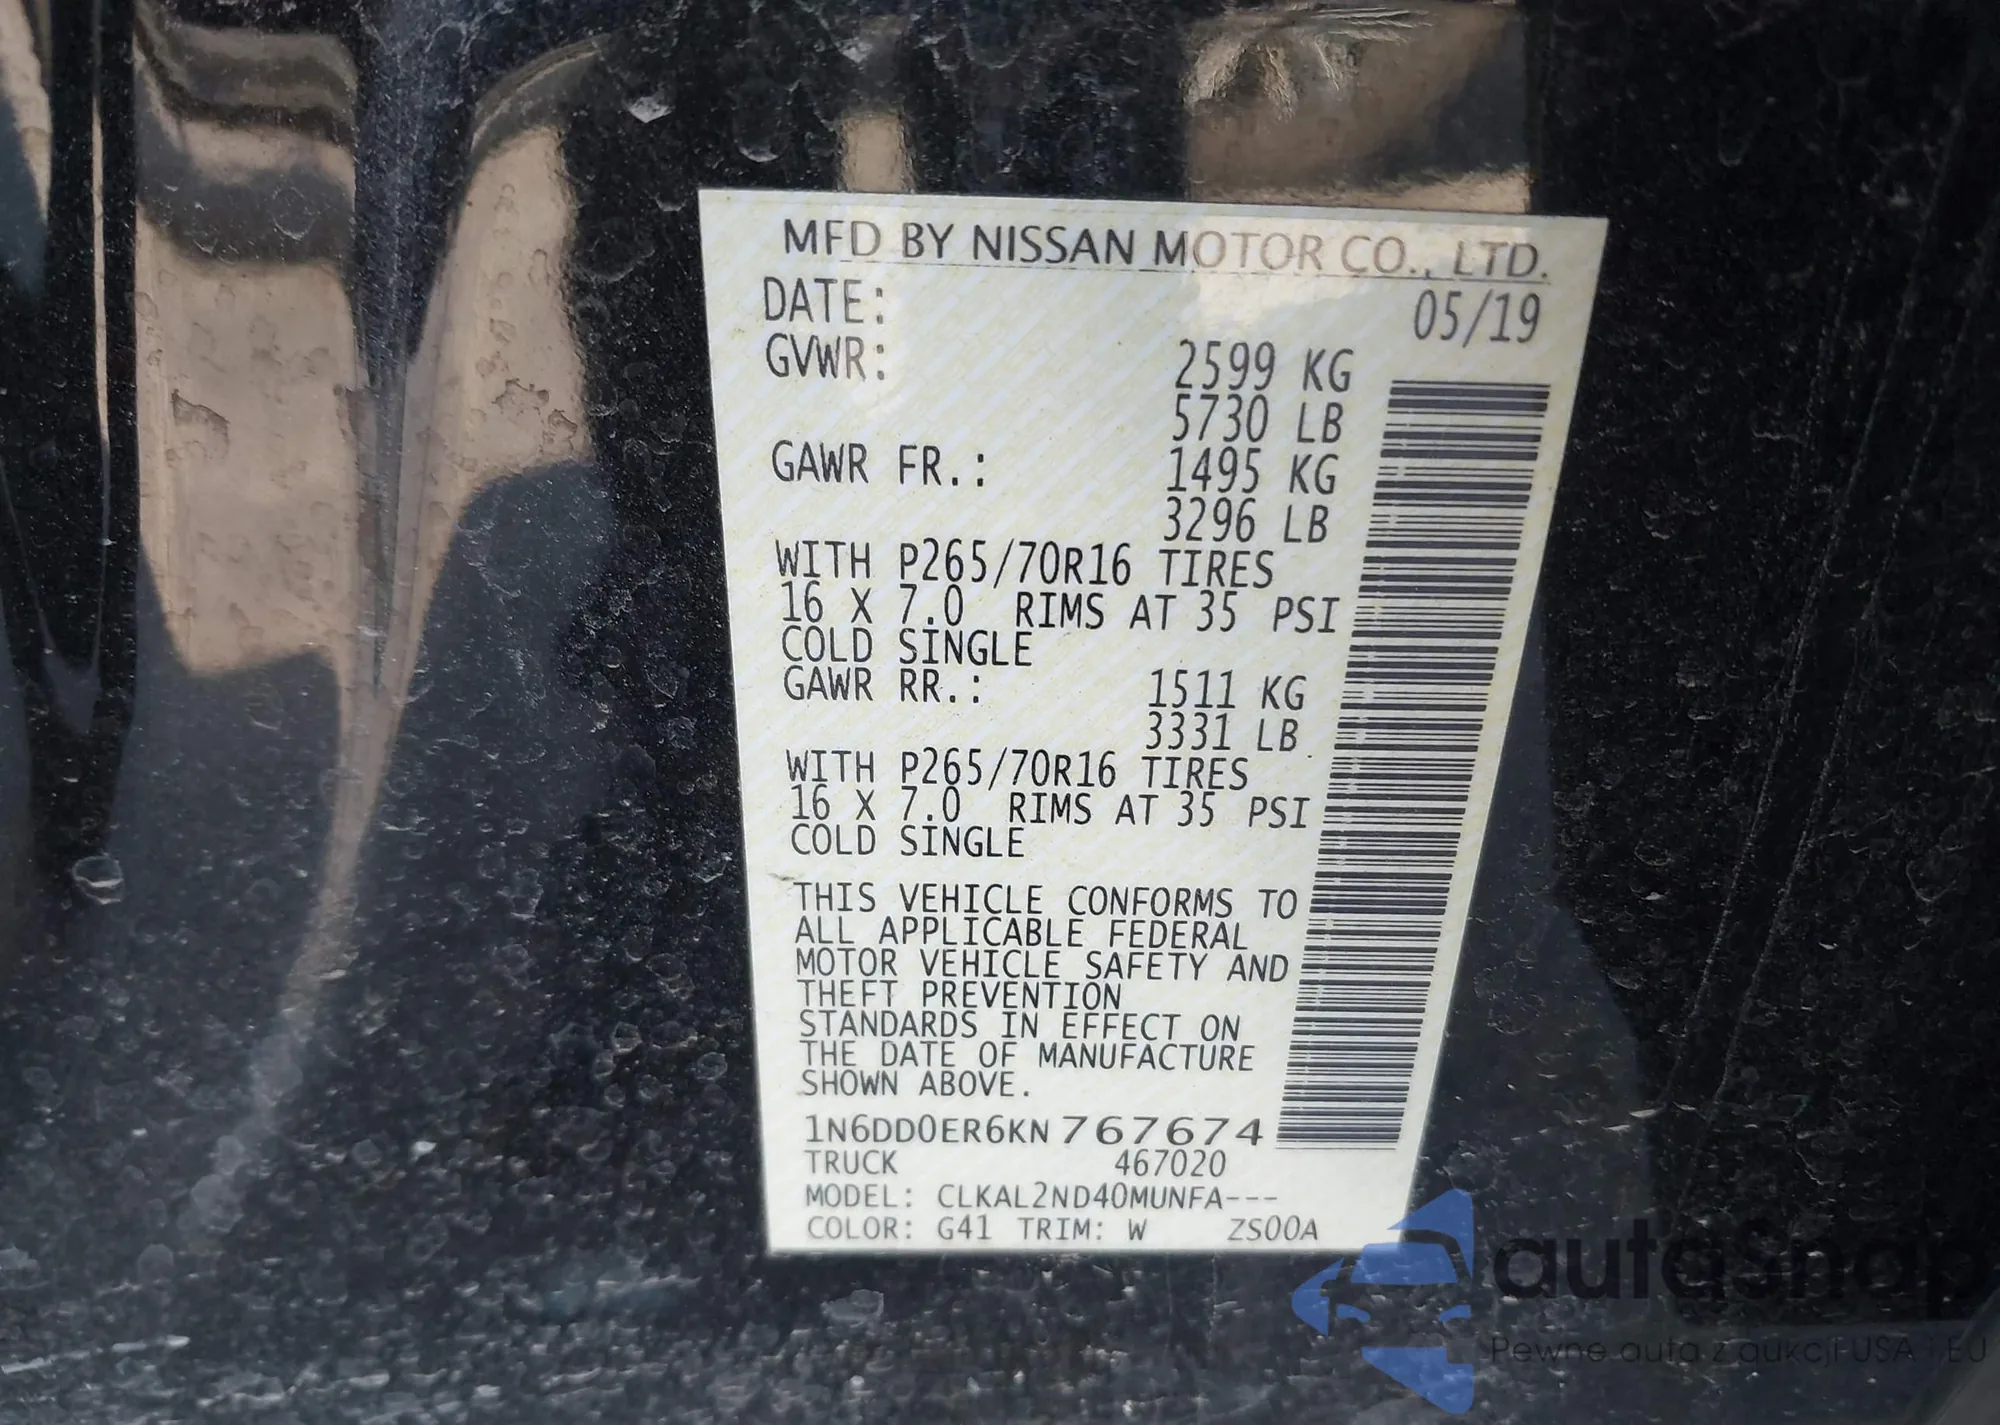 MFD BY NISSAN MOTOR CO., LTD.
DATE: 05/19
GVWR: 2599 KG
5730 LB
GAWR FR.: 1495 KG
3296 LB
WITH P265/70R16 TIRES
16 X 7.0 RIMS AT 35 PSI
COLD SINGLE
GAWR RR.: 1511 KG
3331 LB
WITH P265/70R16 TIRES
16 X 7.0 RIMS AT 35 PSI
COLD SINGLE
THIS VEHICLE CONFORMS TO
ALL APPLICABLE FEDERAL
MOTOR VEHICLE SAFETY AND
THEFT PREVENTION
STANDARDS IN EFFECT ON
THE DATE OF MANUFACTURE
SHOWN ABOVE.
1N6DD0ER6KN767674
TRUCK 467020
MODEL: CLKAL2ND40MUNFA---
COLOR: G41 TRIM: W ZS00A
autaSnap
Pewne auta z aukcji USA i EU